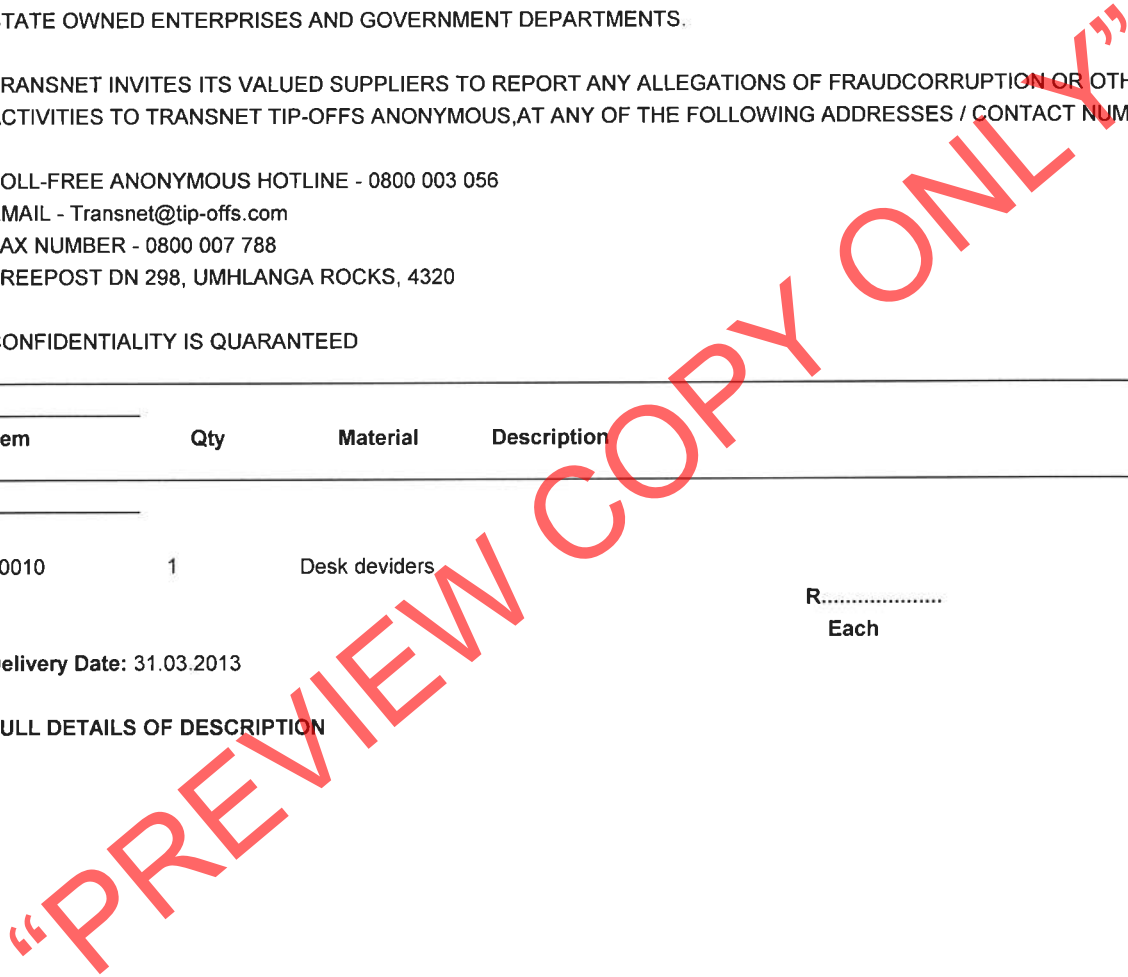 TATE OWNED ENTERPRISES AND GOVERNMENT DEPARTMENTS.
RANSNET INVITES ITS VALUED SUPPLIERS TO REPORT ANY ALLEGATIONS OF FRAUDCORRUPTION OR OTH
CTIVITIES TO TRANSNET TIP-OFFS ANONYMOUS,AT ANY OF THE FOLLOWING ADDRESSES / CONTACT NUM
OLL-FREE ANONYMOUS HOTLINE - 0800 003 056
MAIL - Transnet@tip-offs.com
AX NUMBER - 0800 007 788
REEPOST DN 298, UMHLANGA ROCKS, 4320
ONFIDENTIALITY IS QUARANTEED
em Qty Material Description
0010 1 Desk deviders
R....................
Each
elivery Date: 31.03.2013
ULL DETAILS OF DESCRIPTION
“PREVIEW COPY ONLY”